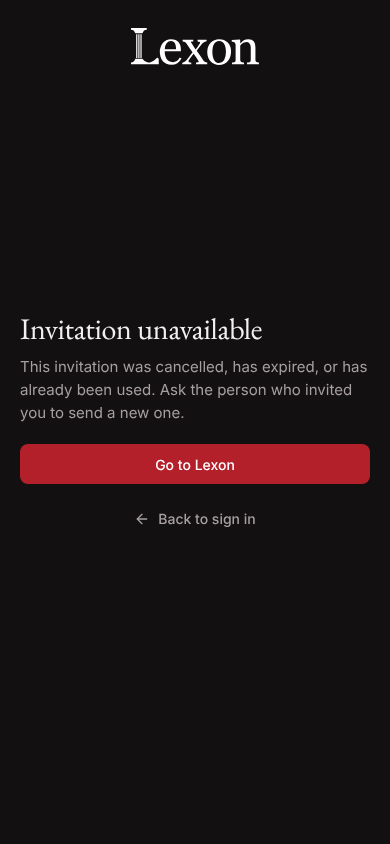 Lexon
Invitation unavailable
This invitation was cancelled, has expired, or has
already been used. Ask the person who invited
you to send a new one.
Go to Lexon
← Back to sign in